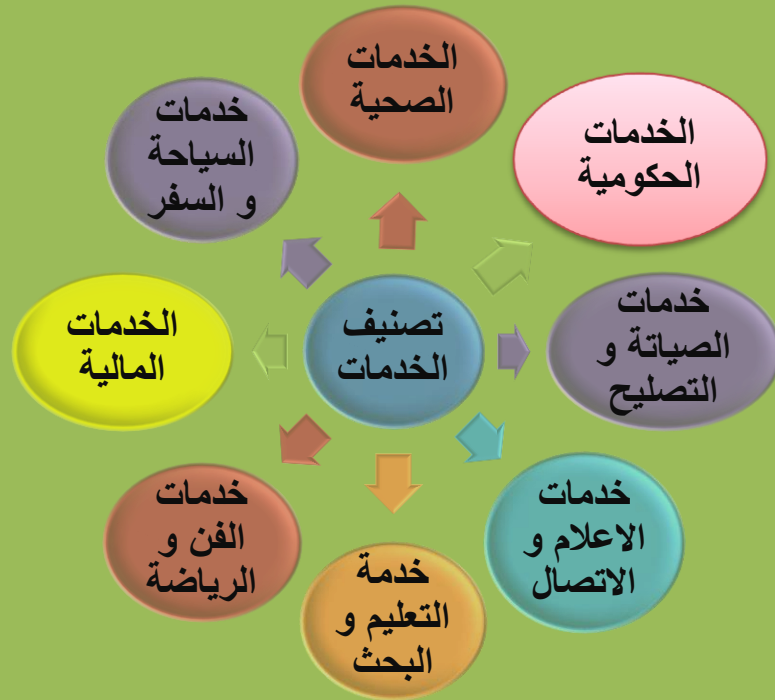 الخدمات
الصحية
الخدمات
الحكومية
خدمات
الصياتة و
التصليح
خدمات
الاعلام و
الاتصال
خدمة
التعليم و
البحث
خدمات
الفن و
الرياضة
الخدمات
المالية
خدمات
السياحة
و السفر
تصنيف
الخدمات